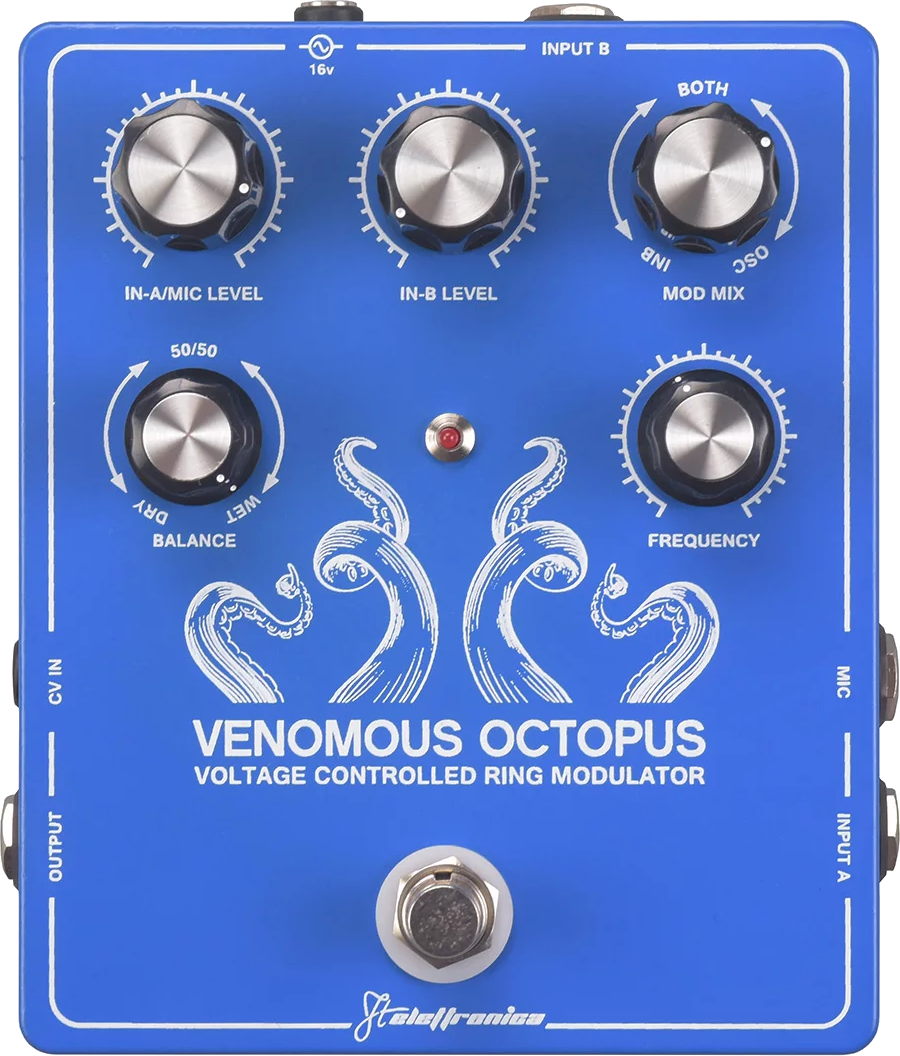 INPUT B
16v
BOTH
INB
OSC
IN-A/MIC LEVEL
IN-B LEVEL
MOD MIX
50/50
DRY
WET
BALANCE
FREQUENCY
CV IN
MIC
VENOMOUS OCTOPUS
VOLTAGE CONTROLLED RING MODULATOR
OUTPUT
INPUT A
Jt elettronica